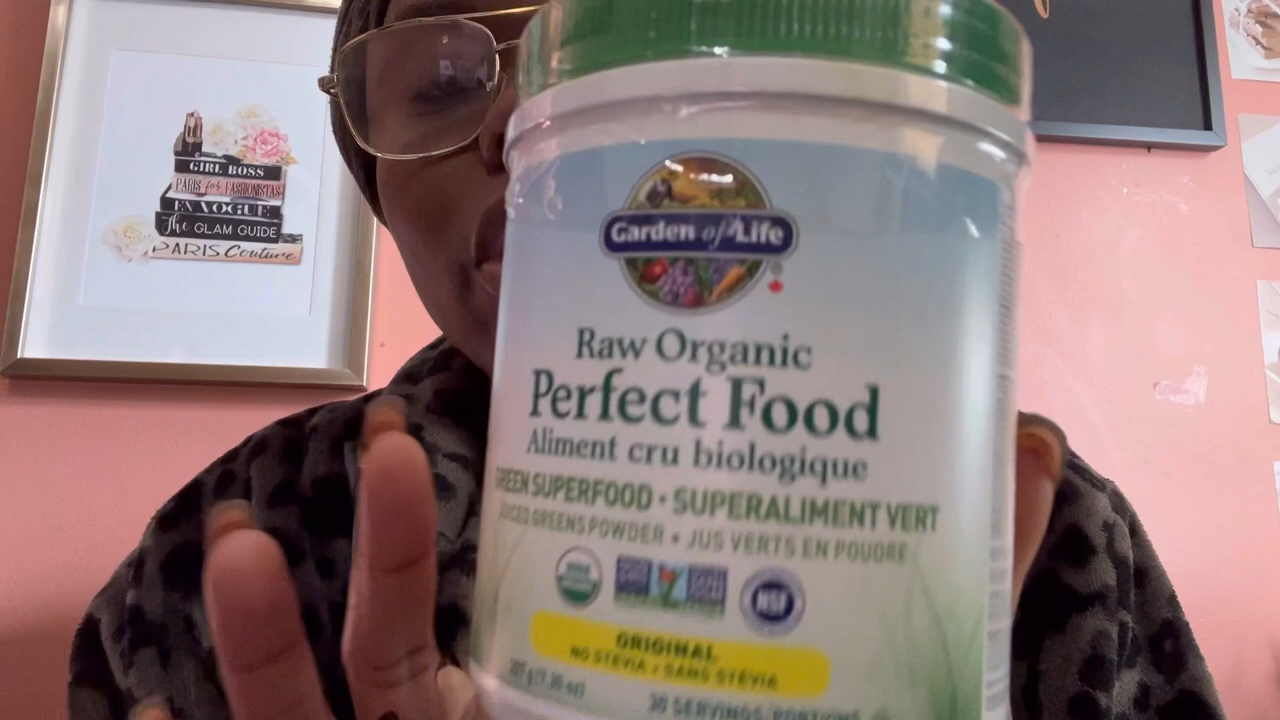 GIRL BOSS
PARIS for FASHIONISTAS
EN VOGUE
The GLAM GUIDE
PARIS Couture
Garden of Life
®
Raw Organic
Perfect Food
Aliment cru biologique
GREEN SUPERFOOD • SUPERALIMENT VERT
JUICED GREENS POWDER • JUS VERTS EN POUDRE
NSF
ORIGINAL
NO STEVIA / SANS STÉVIA
30 SERVINGS/PORTIONS